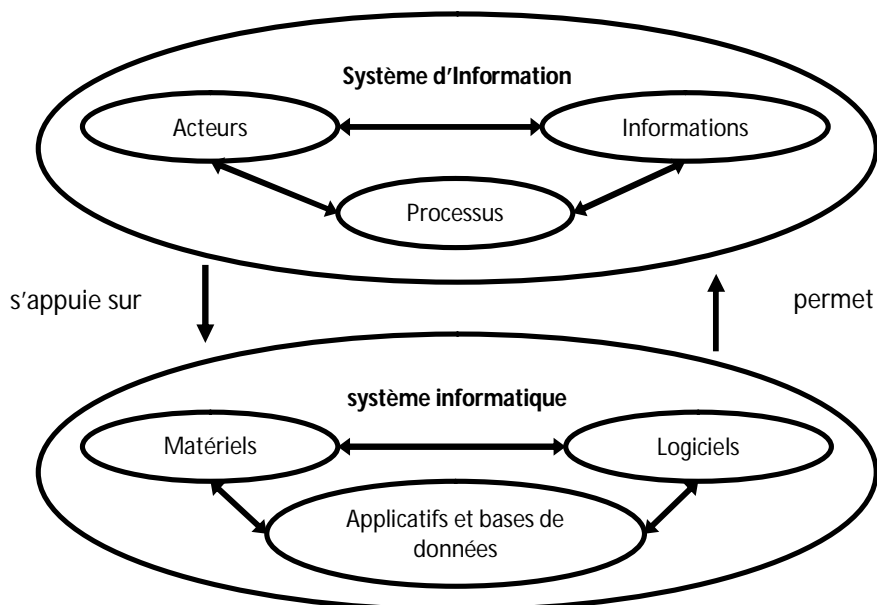 Système d'Information
Acteurs
Informations
Processus
s'appuie sur
permet
système informatique
Matériels
Logiciels
Applicatifs et bases de
données